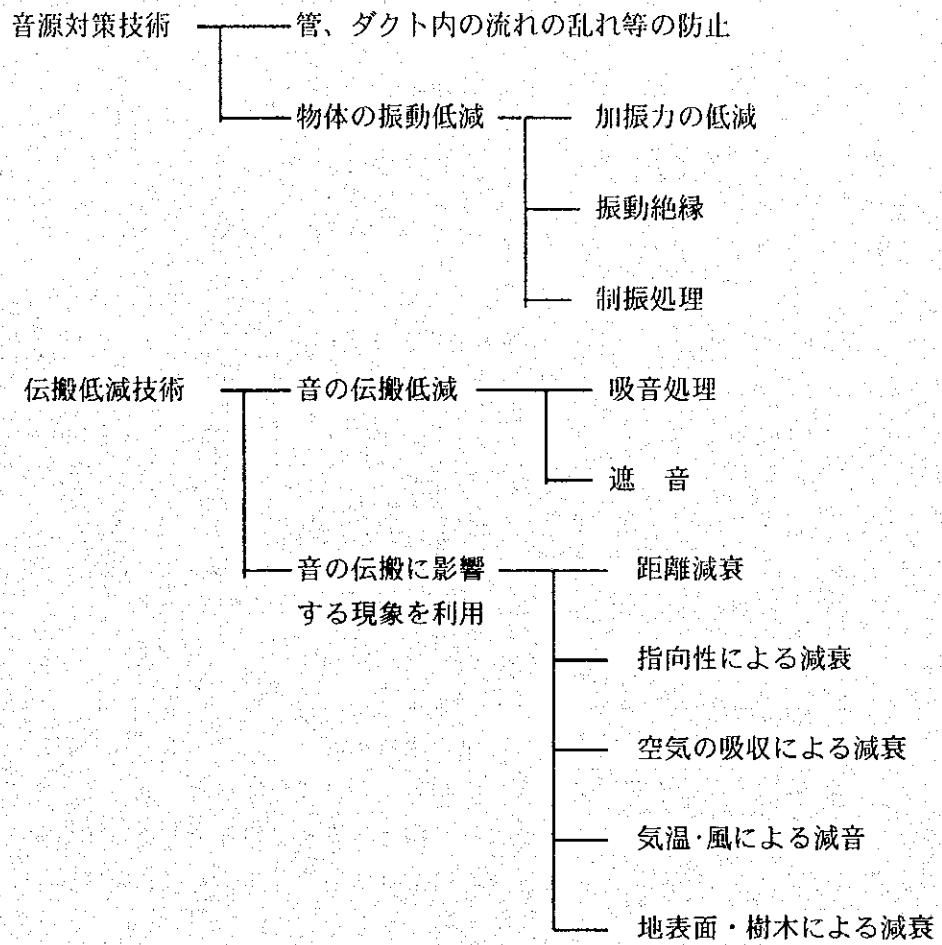 音源対策技術 管、ダクト内の流れの乱れ等の防止
物体の振動低減 加振力の低減
振動絶縁
制振処理
伝搬低減技術 音の伝搬低減 吸音処理
遮　音
音の伝搬に影響 距離減衰
する現象を利用
指向性による減衰
空気の吸収による減衰
気温・風による減音
地表面・樹木による減衰